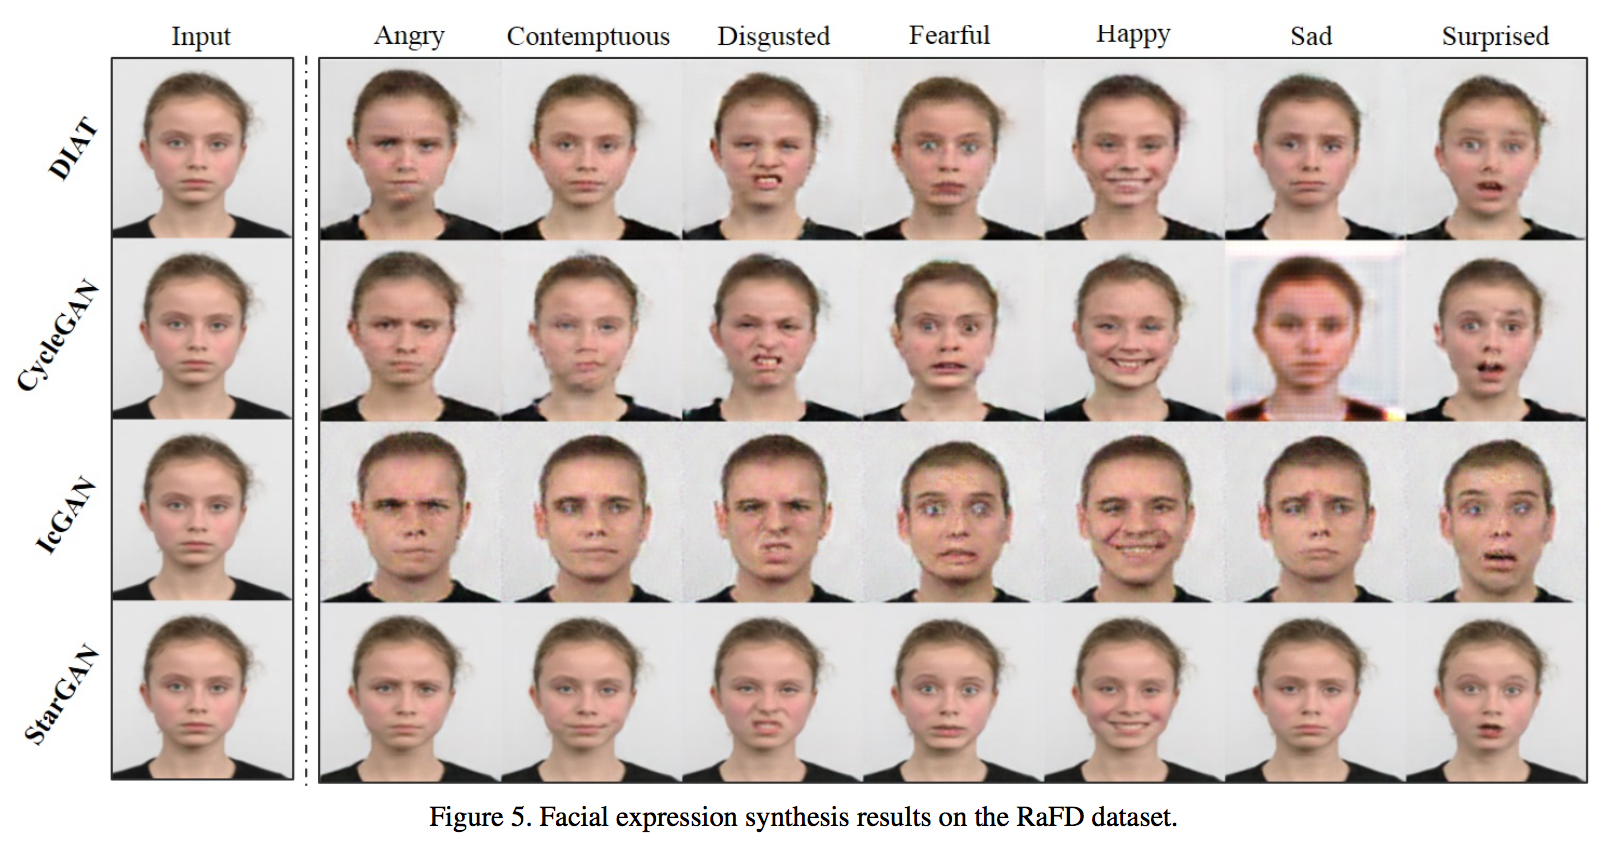 Input Angry Contemptuous Disgusted Fearful Happy Sad Surprised
DIAT
CycleGAN
IcGAN
StarGAN
Figure 5. Facial expression synthesis results on the RaFD dataset.